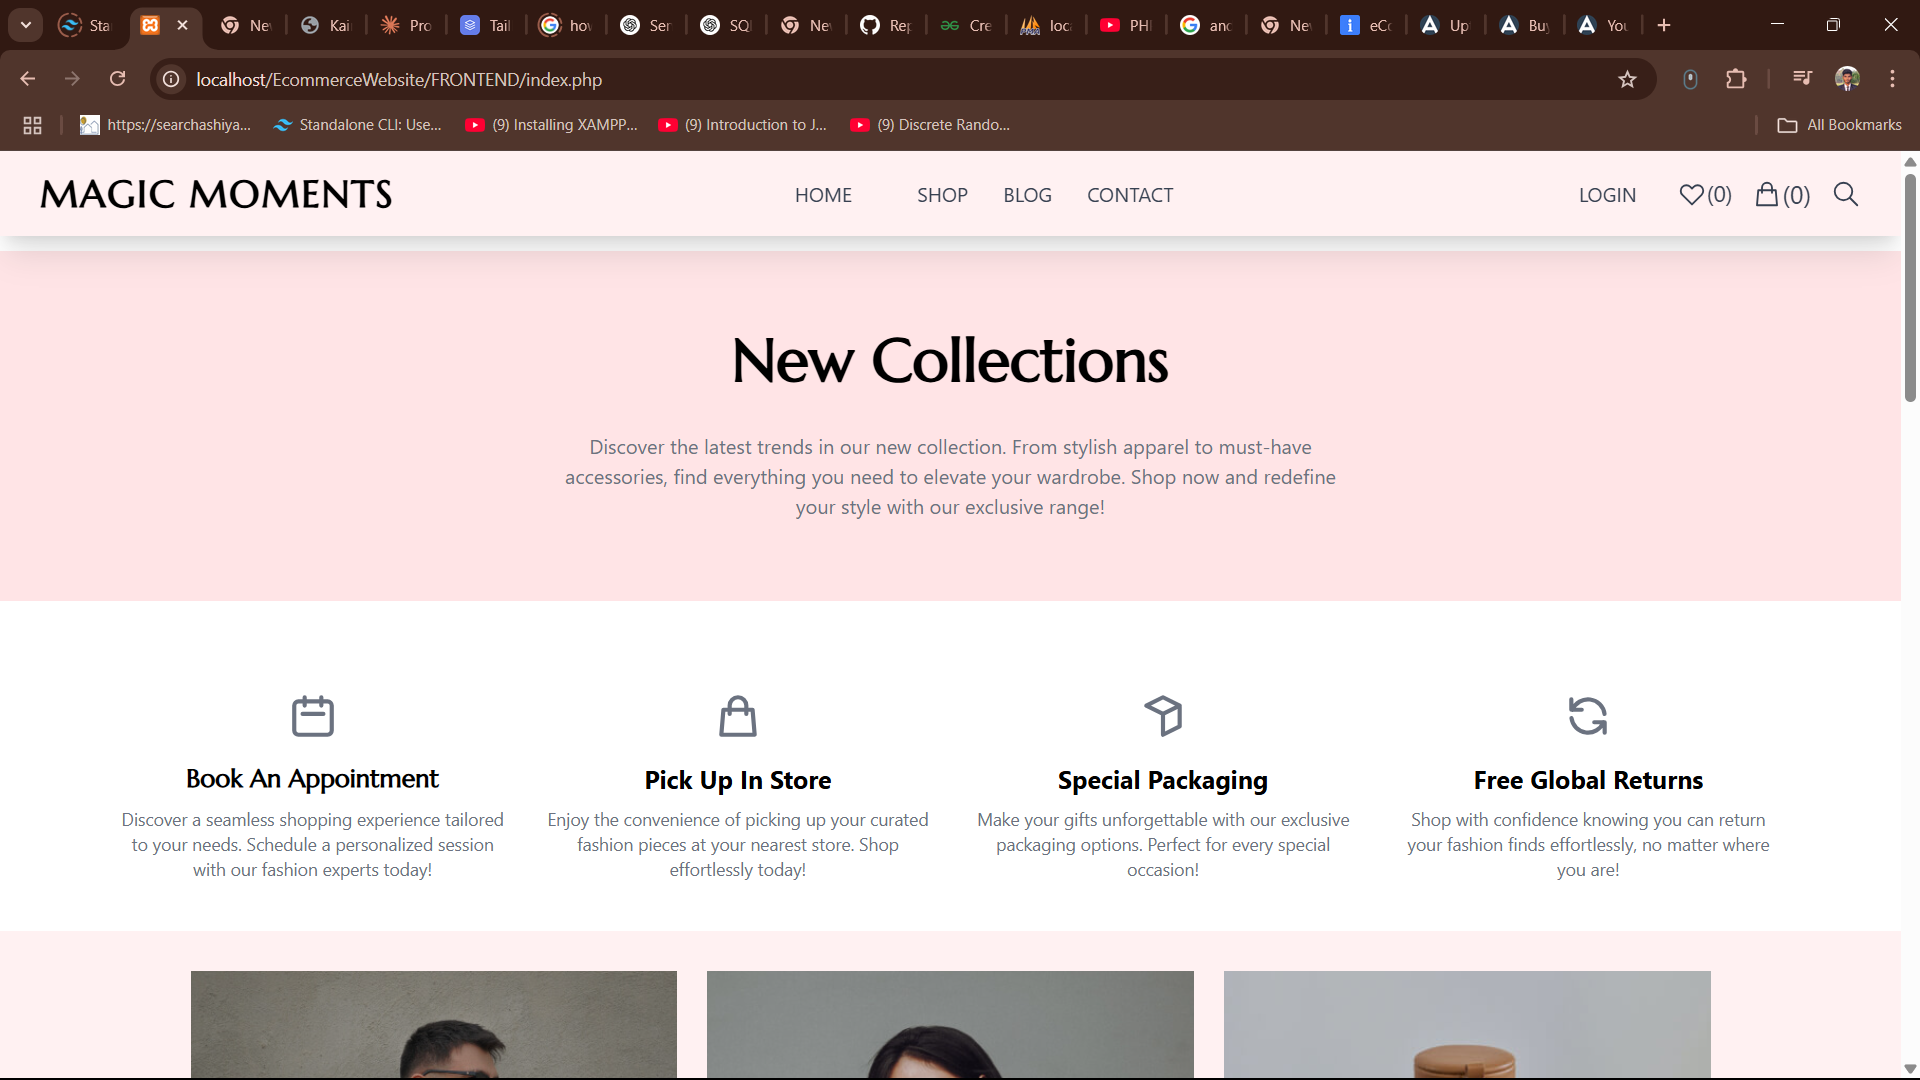 Sta
Ne
Kai
Pro
Tail
hov
Ser
SQL
Ne
Rep
Cre
loca
PHP
and
Ne
eCo
Up
Buy
You
localhost/EcommerceWebsite/FRONTEND/index.php
https://searchashiya...
Standalone CLI: Use...
(9) Installing XAMPP...
(9) Introduction to J...
(9) Discrete Rando...
All Bookmarks
MAGIC MOMENTS
HOME SHOP BLOG CONTACT
LOGIN (0) (0)
New Collections
Discover the latest trends in our new collection. From stylish apparel to must-have
accessories, find everything you need to elevate your wardrobe. Shop now and redefine
your style with our exclusive range!
Book An Appointment
Discover a seamless shopping experience tailored
to your needs. Schedule a personalized session
with our fashion experts today!
Pick Up In Store
Enjoy the convenience of picking up your curated
fashion pieces at your nearest store. Shop
effortlessly today!
Special Packaging
Make your gifts unforgettable with our exclusive
packaging options. Perfect for every special
occasion!
Free Global Returns
Shop with confidence knowing you can return
your fashion finds effortlessly, no matter where
you are!